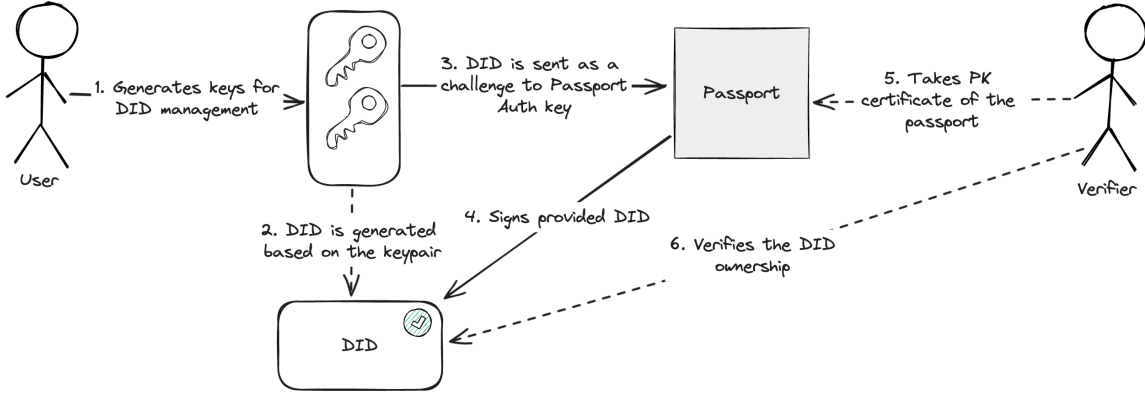 1. Generates keys for
DID management
3. DID is sent as a
challenge to Passport
Auth key
Passport
5. Takes PK
certificate of the
passport
User
Verifier
2. DID is generated
based on the keypair
4. Signs provided DID
6. Verifies the DID
ownership
DID